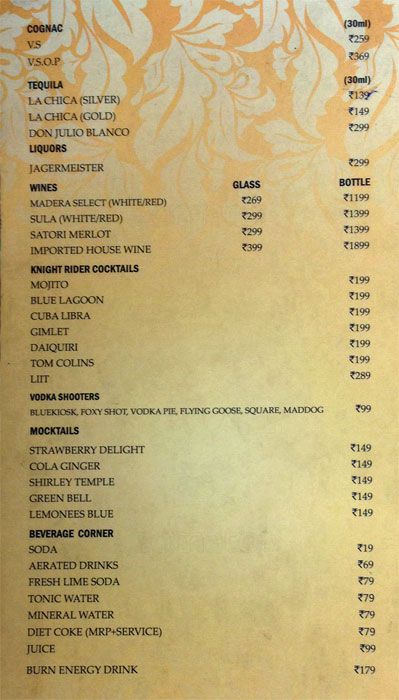 COGNAC (30ml)
V.S ₹259
V.S.O.P ₹369
TEQUILA (30ml)
LA CHICA (SILVER) ₹139
LA CHICA (GOLD) ₹149
DON JULIO BLANCO ₹299
LIQUORS
JAGERMEISTER ₹299
WINES GLASS BOTTLE
MADERA SELECT (WHITE/RED) ₹269 ₹1199
SULA (WHITE/RED) ₹299 ₹1399
SATORI MERLOT ₹299 ₹1399
IMPORTED HOUSE WINE ₹399 ₹1899
KNIGHT RIDER COCKTAILS
MOJITO ₹199
BLUE LAGOON ₹199
CUBA LIBRA ₹199
GIMLET ₹199
DAIQUIRI ₹199
TOM COLINS ₹199
LIIT ₹289
VODKA SHOOTERS
BLUEKIOSK, FOXY SHOT, VODKA PIE, FLYING GOOSE, SQUARE, MADDOG ₹99
MOCKTAILS
STRAWBERRY DELIGHT ₹149
COLA GINGER ₹149
SHIRLEY TEMPLE ₹149
GREEN BELL ₹149
LEMONEES BLUE ₹149
BEVERAGE CORNER
SODA ₹19
AERATED DRINKS ₹69
FRESH LIME SODA ₹79
TONIC WATER ₹79
MINERAL WATER ₹79
DIET COKE (MRP+SERVICE) ₹79
JUICE ₹99
BURN ENERGY DRINK ₹179